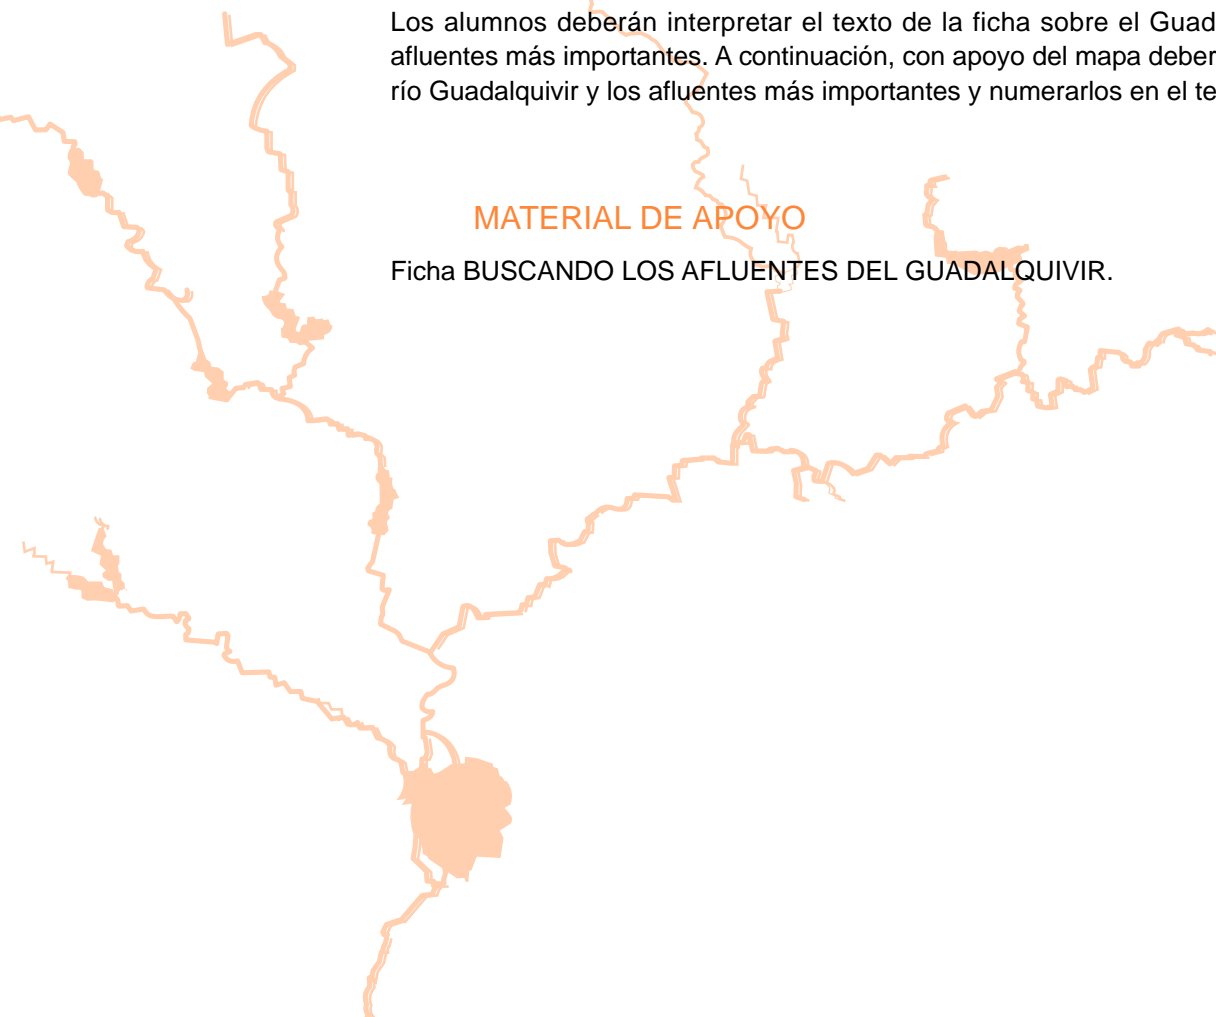 Los alumnos deberán interpretar el texto de la ficha sobre el Guad
afluentes más importantes. A continuación, con apoyo del mapa deber
río Guadalquivir y los afluentes más importantes y numerarlos en el te
MATERIAL DE APOYO
Ficha BUSCANDO LOS AFLUENTES DEL GUADALQUIVIR.